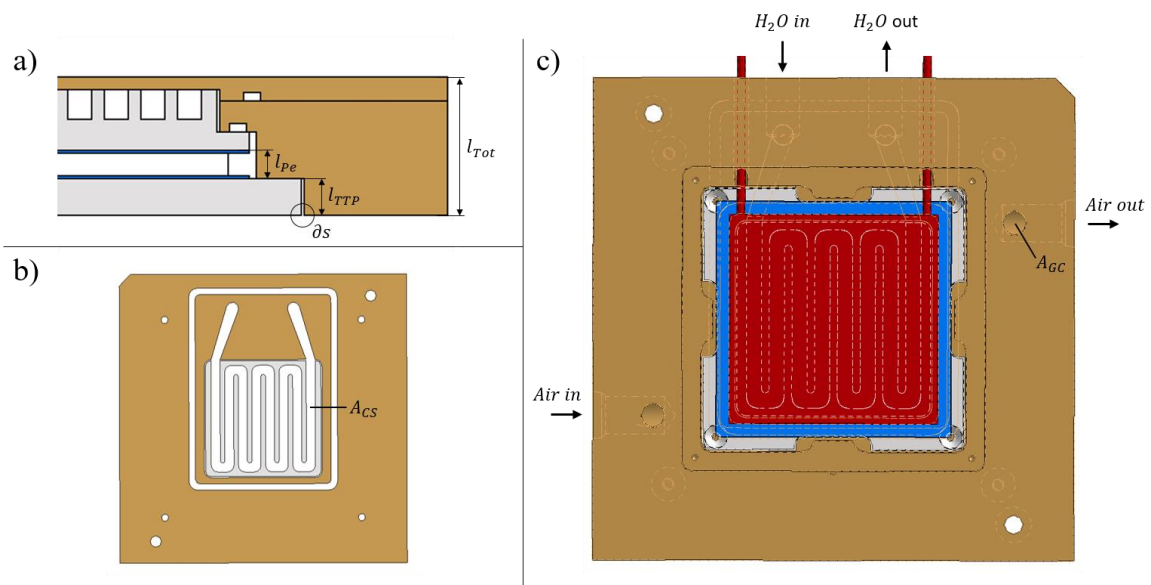 a)
l_Tot
l_Pe
l_TTP
∂s
b)
A_CS
c)
H₂O in
H₂O out
Air out
A_GC
Air in